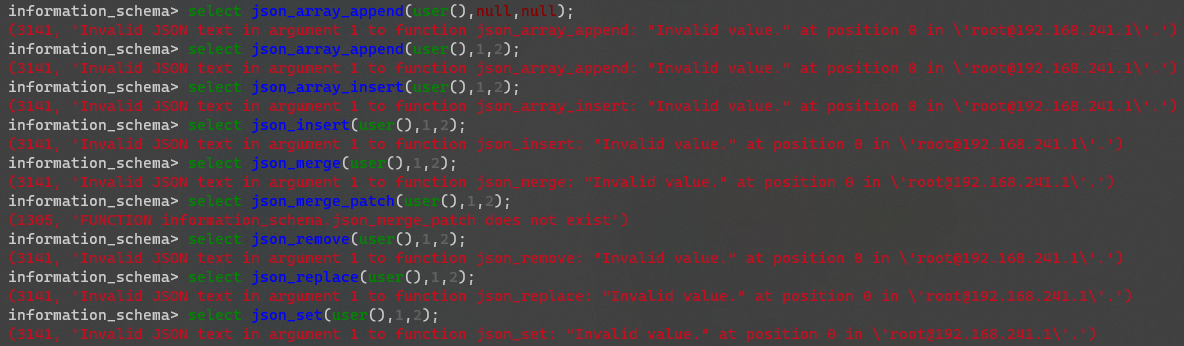 information_schema> select json_array_append(user(),null,null);
(3141, 'Invalid JSON text in argument 1 to function json_array_append: "Invalid value." at position 0 in \'root@192.168.241.1\'.')
information_schema> select json_array_append(user(),1,2);
(3141, 'Invalid JSON text in argument 1 to function json_array_append: "Invalid value." at position 0 in \'root@192.168.241.1\'.')
information_schema> select json_array_insert(user(),1,2);
(3141, 'Invalid JSON text in argument 1 to function json_array_insert: "Invalid value." at position 0 in \'root@192.168.241.1\'.')
information_schema> select json_insert(user(),1,2);
(3141, 'Invalid JSON text in argument 1 to function json_insert: "Invalid value." at position 0 in \'root@192.168.241.1\'.')
information_schema> select json_merge(user(),1,2);
(3141, 'Invalid JSON text in argument 1 to function json_merge: "Invalid value." at position 0 in \'root@192.168.241.1\'.')
information_schema> select json_merge_patch(user(),1,2);
(1305, 'FUNCTION information_schema.json_merge_patch does not exist')
information_schema> select json_remove(user(),1,2);
(3141, 'Invalid JSON text in argument 1 to function json_remove: "Invalid value." at position 0 in \'root@192.168.241.1\'.')
information_schema> select json_replace(user(),1,2);
(3141, 'Invalid JSON text in argument 1 to function json_replace: "Invalid value." at position 0 in \'root@192.168.241.1\'.')
information_schema> select json_set(user(),1,2);
(3141, 'Invalid JSON text in argument 1 to function json_set: "Invalid value." at position 0 in \'root@192.168.241.1\'.')